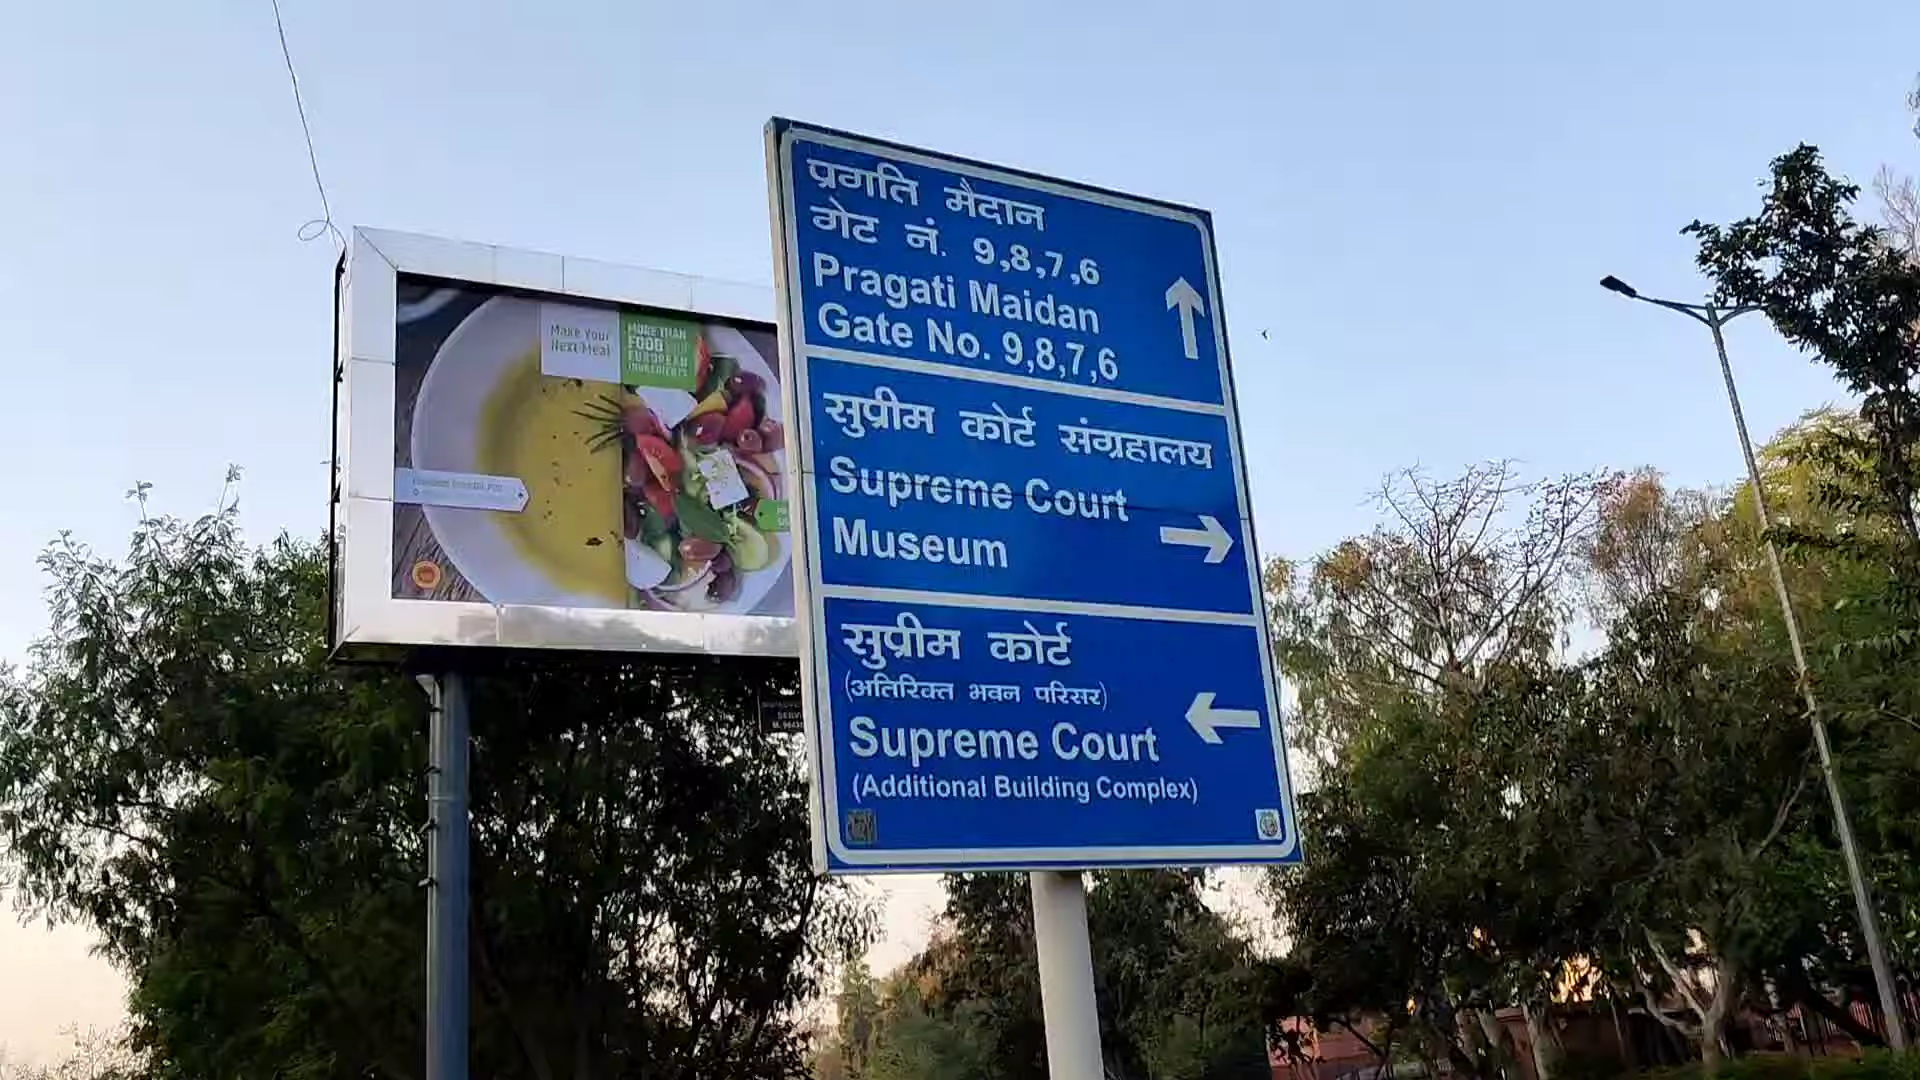 Make Your
Next Meal
MORE THAN
FOOD
EUROPEAN
INGREDIENTS
प्रगति मैदान
गेट नं. 9,8,7,6
Pragati Maidan
Gate No. 9,8,7,6
सुप्रीम कोर्ट संग्रहालय
Supreme Court
Museum
सुप्रीम कोर्ट
(अतिरिक्त भवन परिसर)
Supreme Court
(Additional Building Complex)